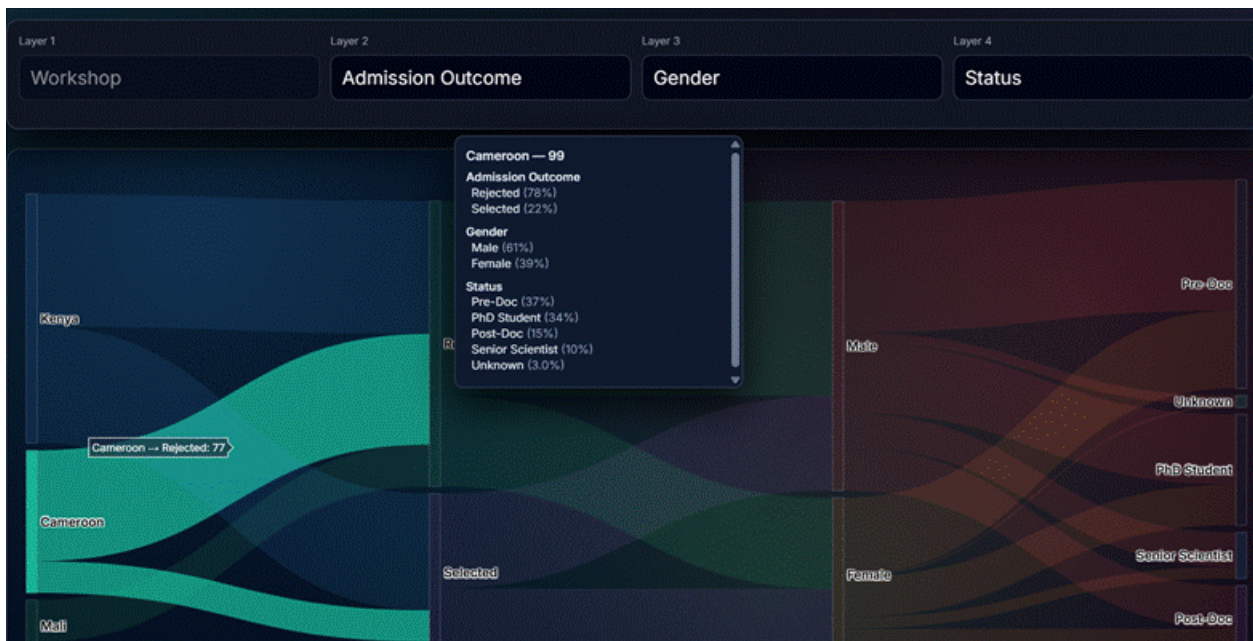 Layer 1
Workshop
Layer 2
Admission Outcome
Layer 3
Gender
Layer 4
Status
Cameroon — 99
Admission Outcome
Rejected (78%)
Selected (22%)
Gender
Male (61%)
Female (39%)
Status
Pre-Doc (37%)
PhD Student (34%)
Post-Doc (15%)
Senior Scientist (10%)
Unknown (3.0%)
Kenya
Cameroon → Rejected: 77
Cameroon
Mali
Selected
Male
Female
Pre-Doc
Unknown
PhD Student
Senior Scientist
Post-Doc